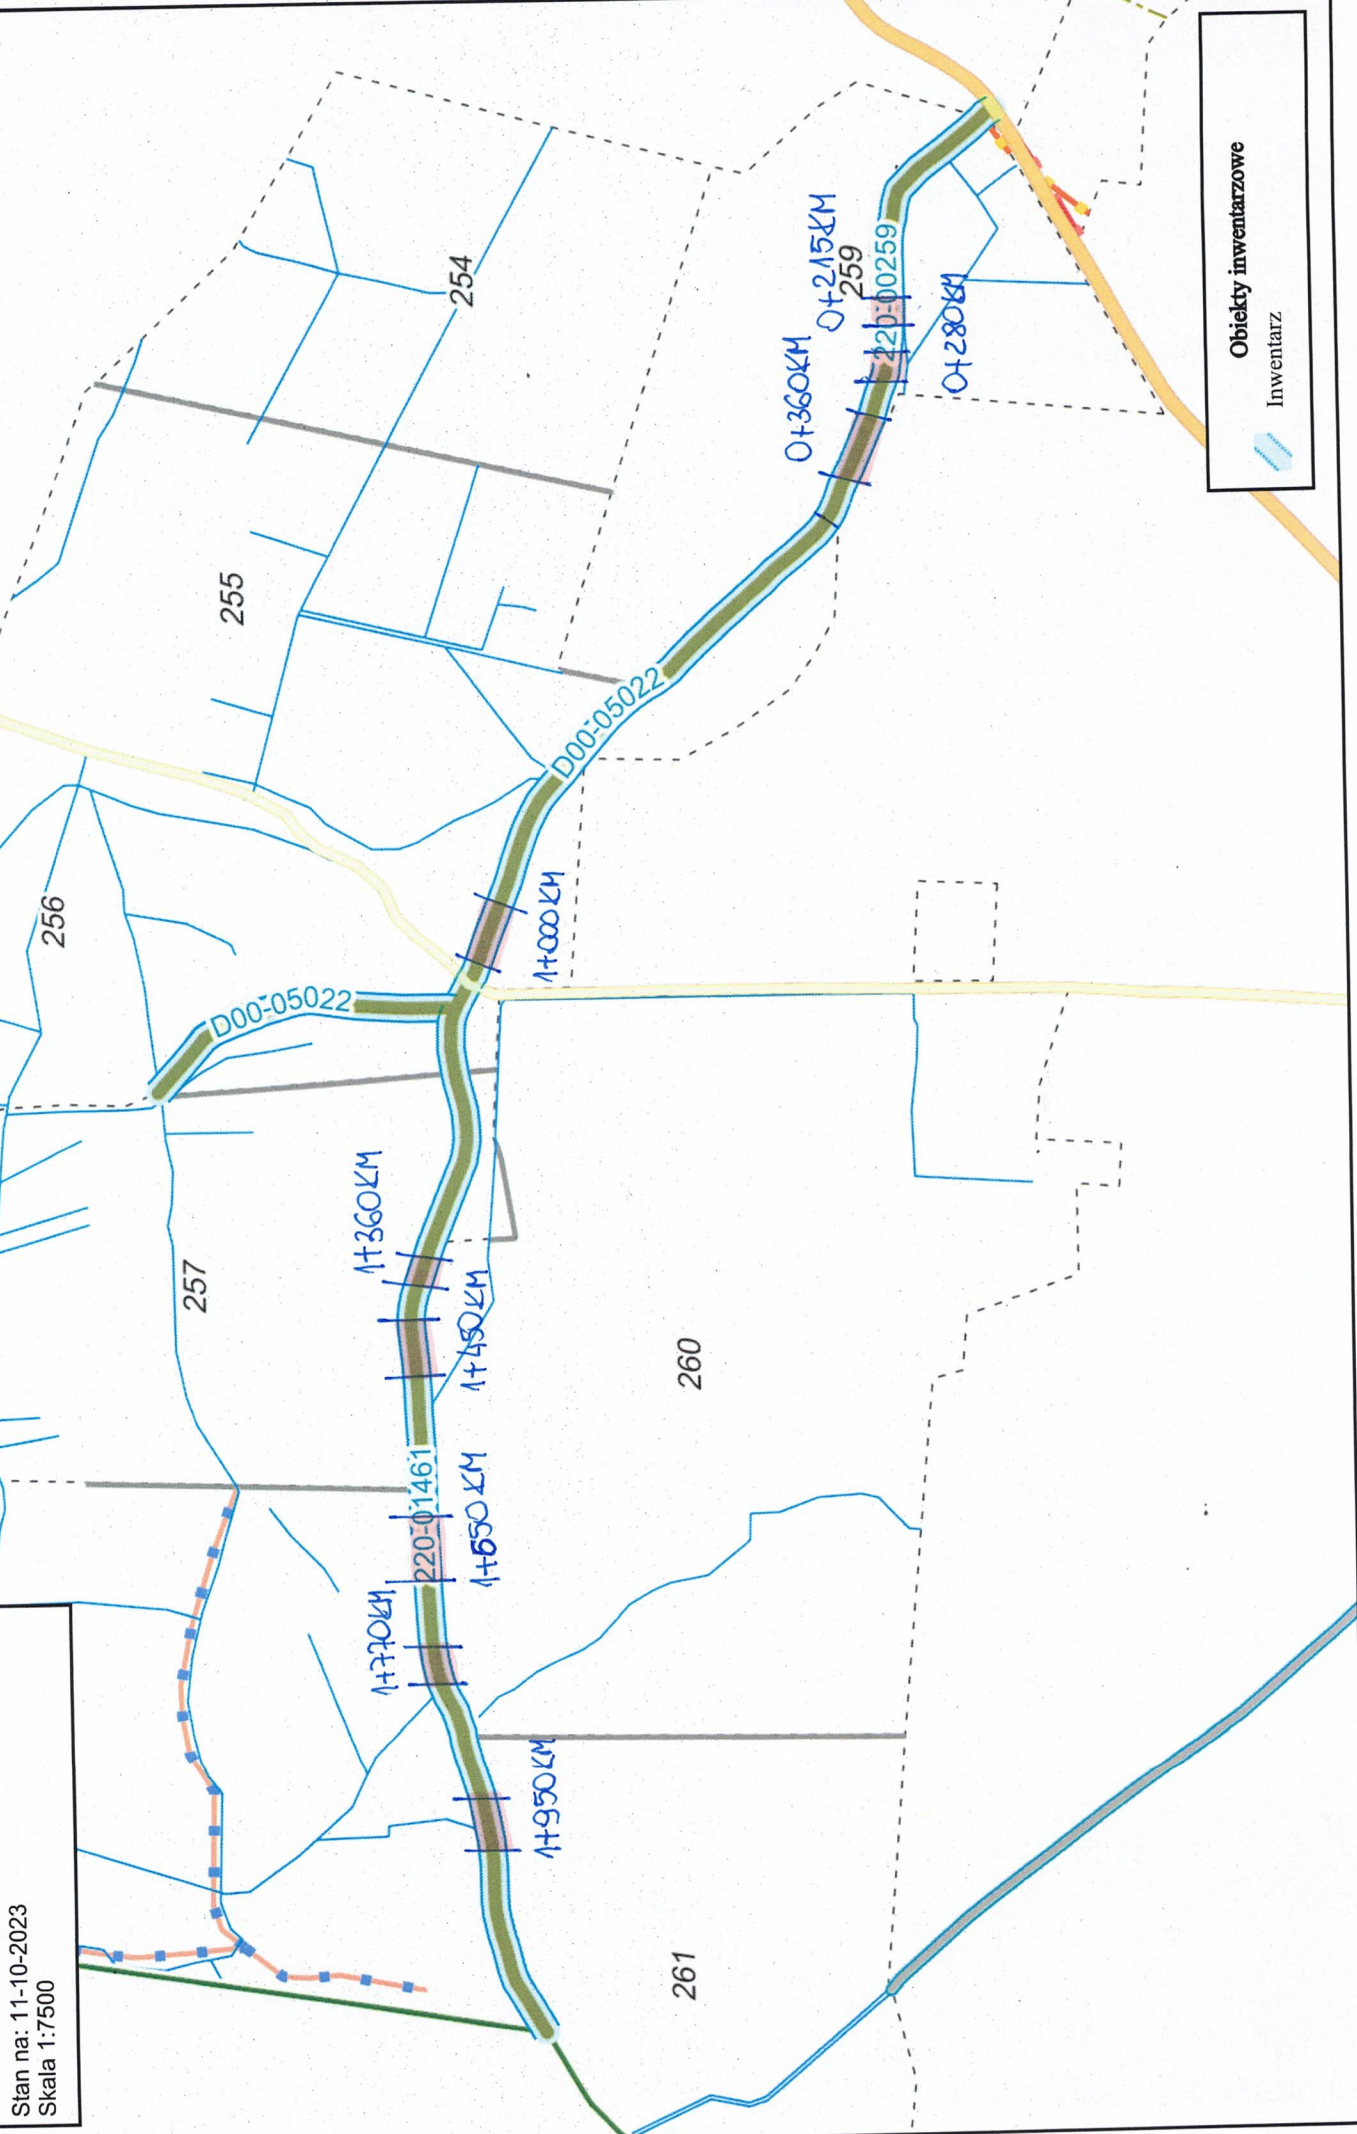 Stan na: 11-10-2023
Skala 1:7500
254
255
256
257
259
260
261
D00-05022
D00-05022
220-01461
220-00259
0+215KM
0+280KM
0+360KM
1+000KM
1+360KM
1+450KM
1+650KM
1+770KM
1+950KM
Obiekty inwentarzowe
Inwentarz